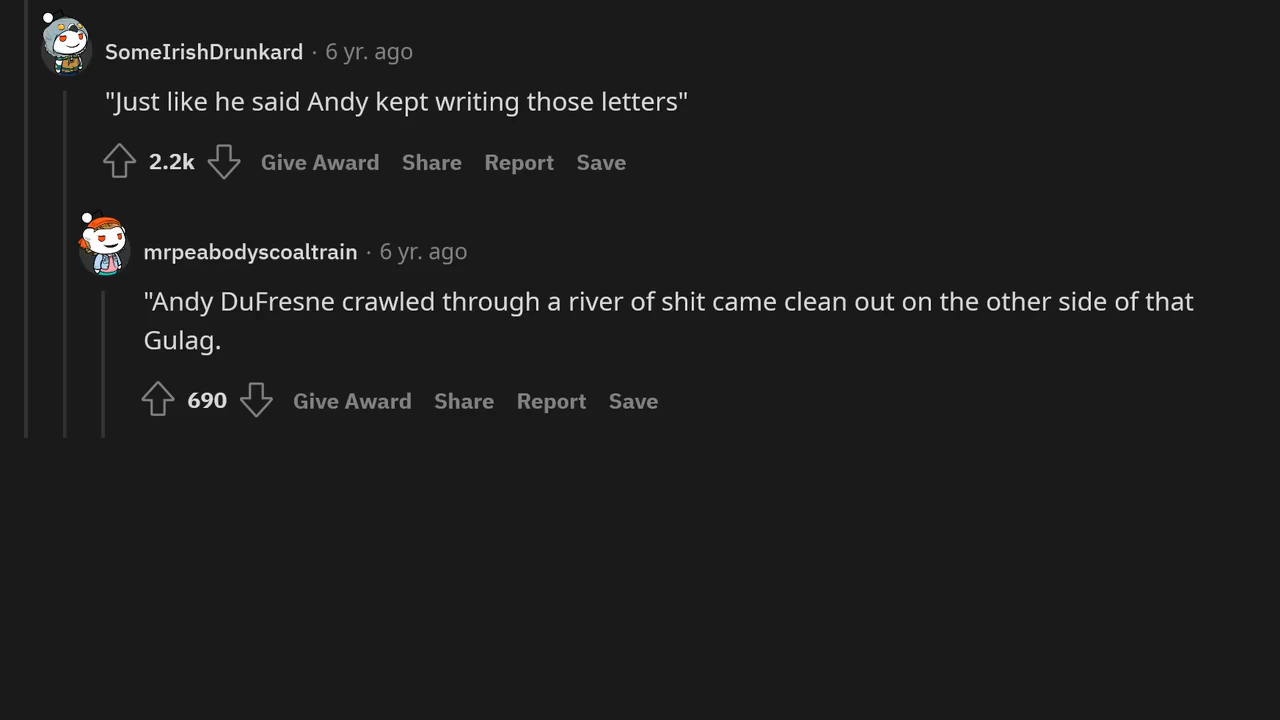 SomeIrishDrunkard · 6 yr. ago
"Just like he said Andy kept writing those letters"
2.2k Give Award Share Report Save
mrpeabodyscoaltrain · 6 yr. ago
"Andy DuFresne crawled through a river of shit came clean out on the other side of that
Gulag.
690 Give Award Share Report Save